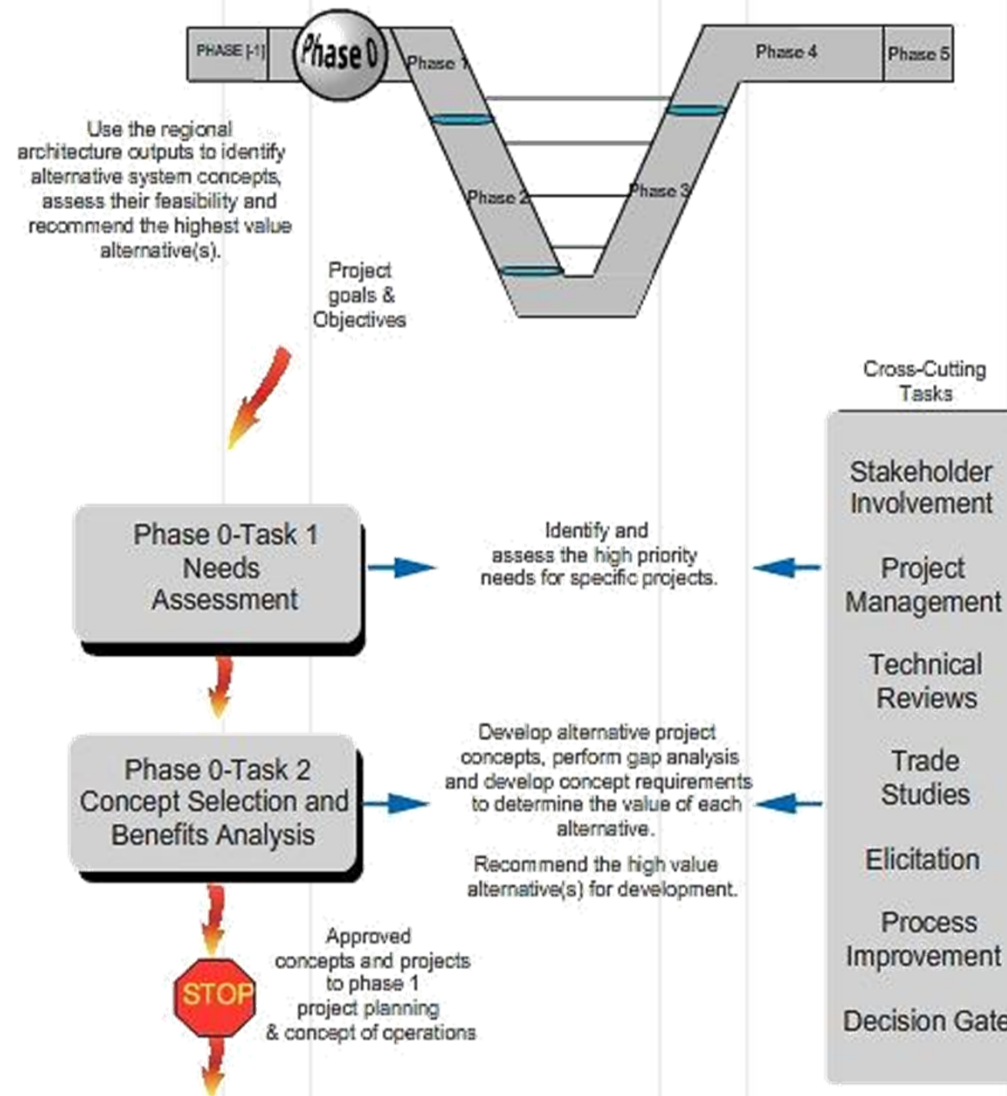 PHASE [-1]
Phase 0
Phase 1
Phase 4
Phase 5
Use the regional
architecture outputs to identify
alternative system concepts,
assess their feasibility and
recommend the highest value
alternative(s).
Phase 2
Phase 3
Project
goals &
Objectives
Cross-Cutting
Tasks
Phase 0-Task 1
Needs
Assessment
Identify and
assess the high priority
needs for specific projects.
Phase 0-Task 2
Concept Selection and
Benefits Analysis
Develop alternative project
concepts, perform gap analysis
and develop concept requirements
to determine the value of each
alternative.
Recommend the high value
alternative(s) for development.
STOP
Approved
concepts and projects
to phase 1
project planning
& concept of operations
Stakeholder
Involvement
Project
Management
Technical
Reviews
Trade
Studies
Elicitation
Process
Improvement
Decision Gate